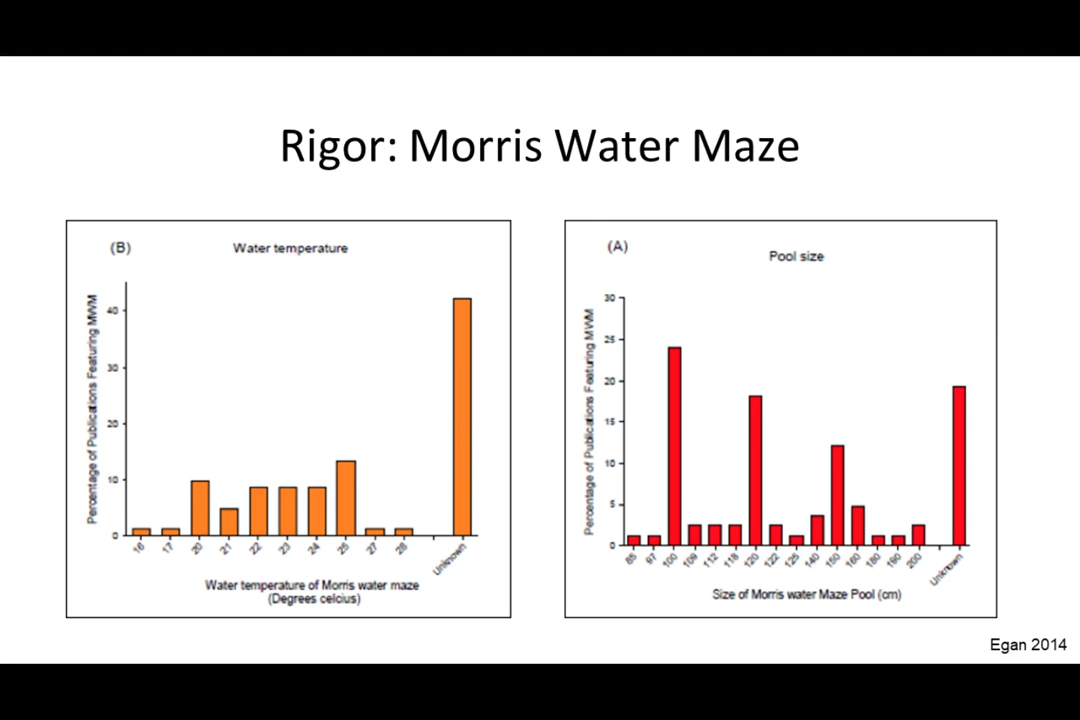 Rigor: Morris Water Maze
(B)
Water temperature
Percentage of Publications Featuring MWM
40
30
20
10
0
16 17 20 21 22 23 24 25 27 28 Unknown
Water temperature of Morris water maze
(Degrees celcius)
(A)
Pool size
Percentage of Publications Featuring MWM
30
25
20
15
10
5
0
85 97 100 109 112 118 120 122 125 140 150 160 180 190 200 Unknown
Size of Morris water Maze Pool (cm)
Egan 2014